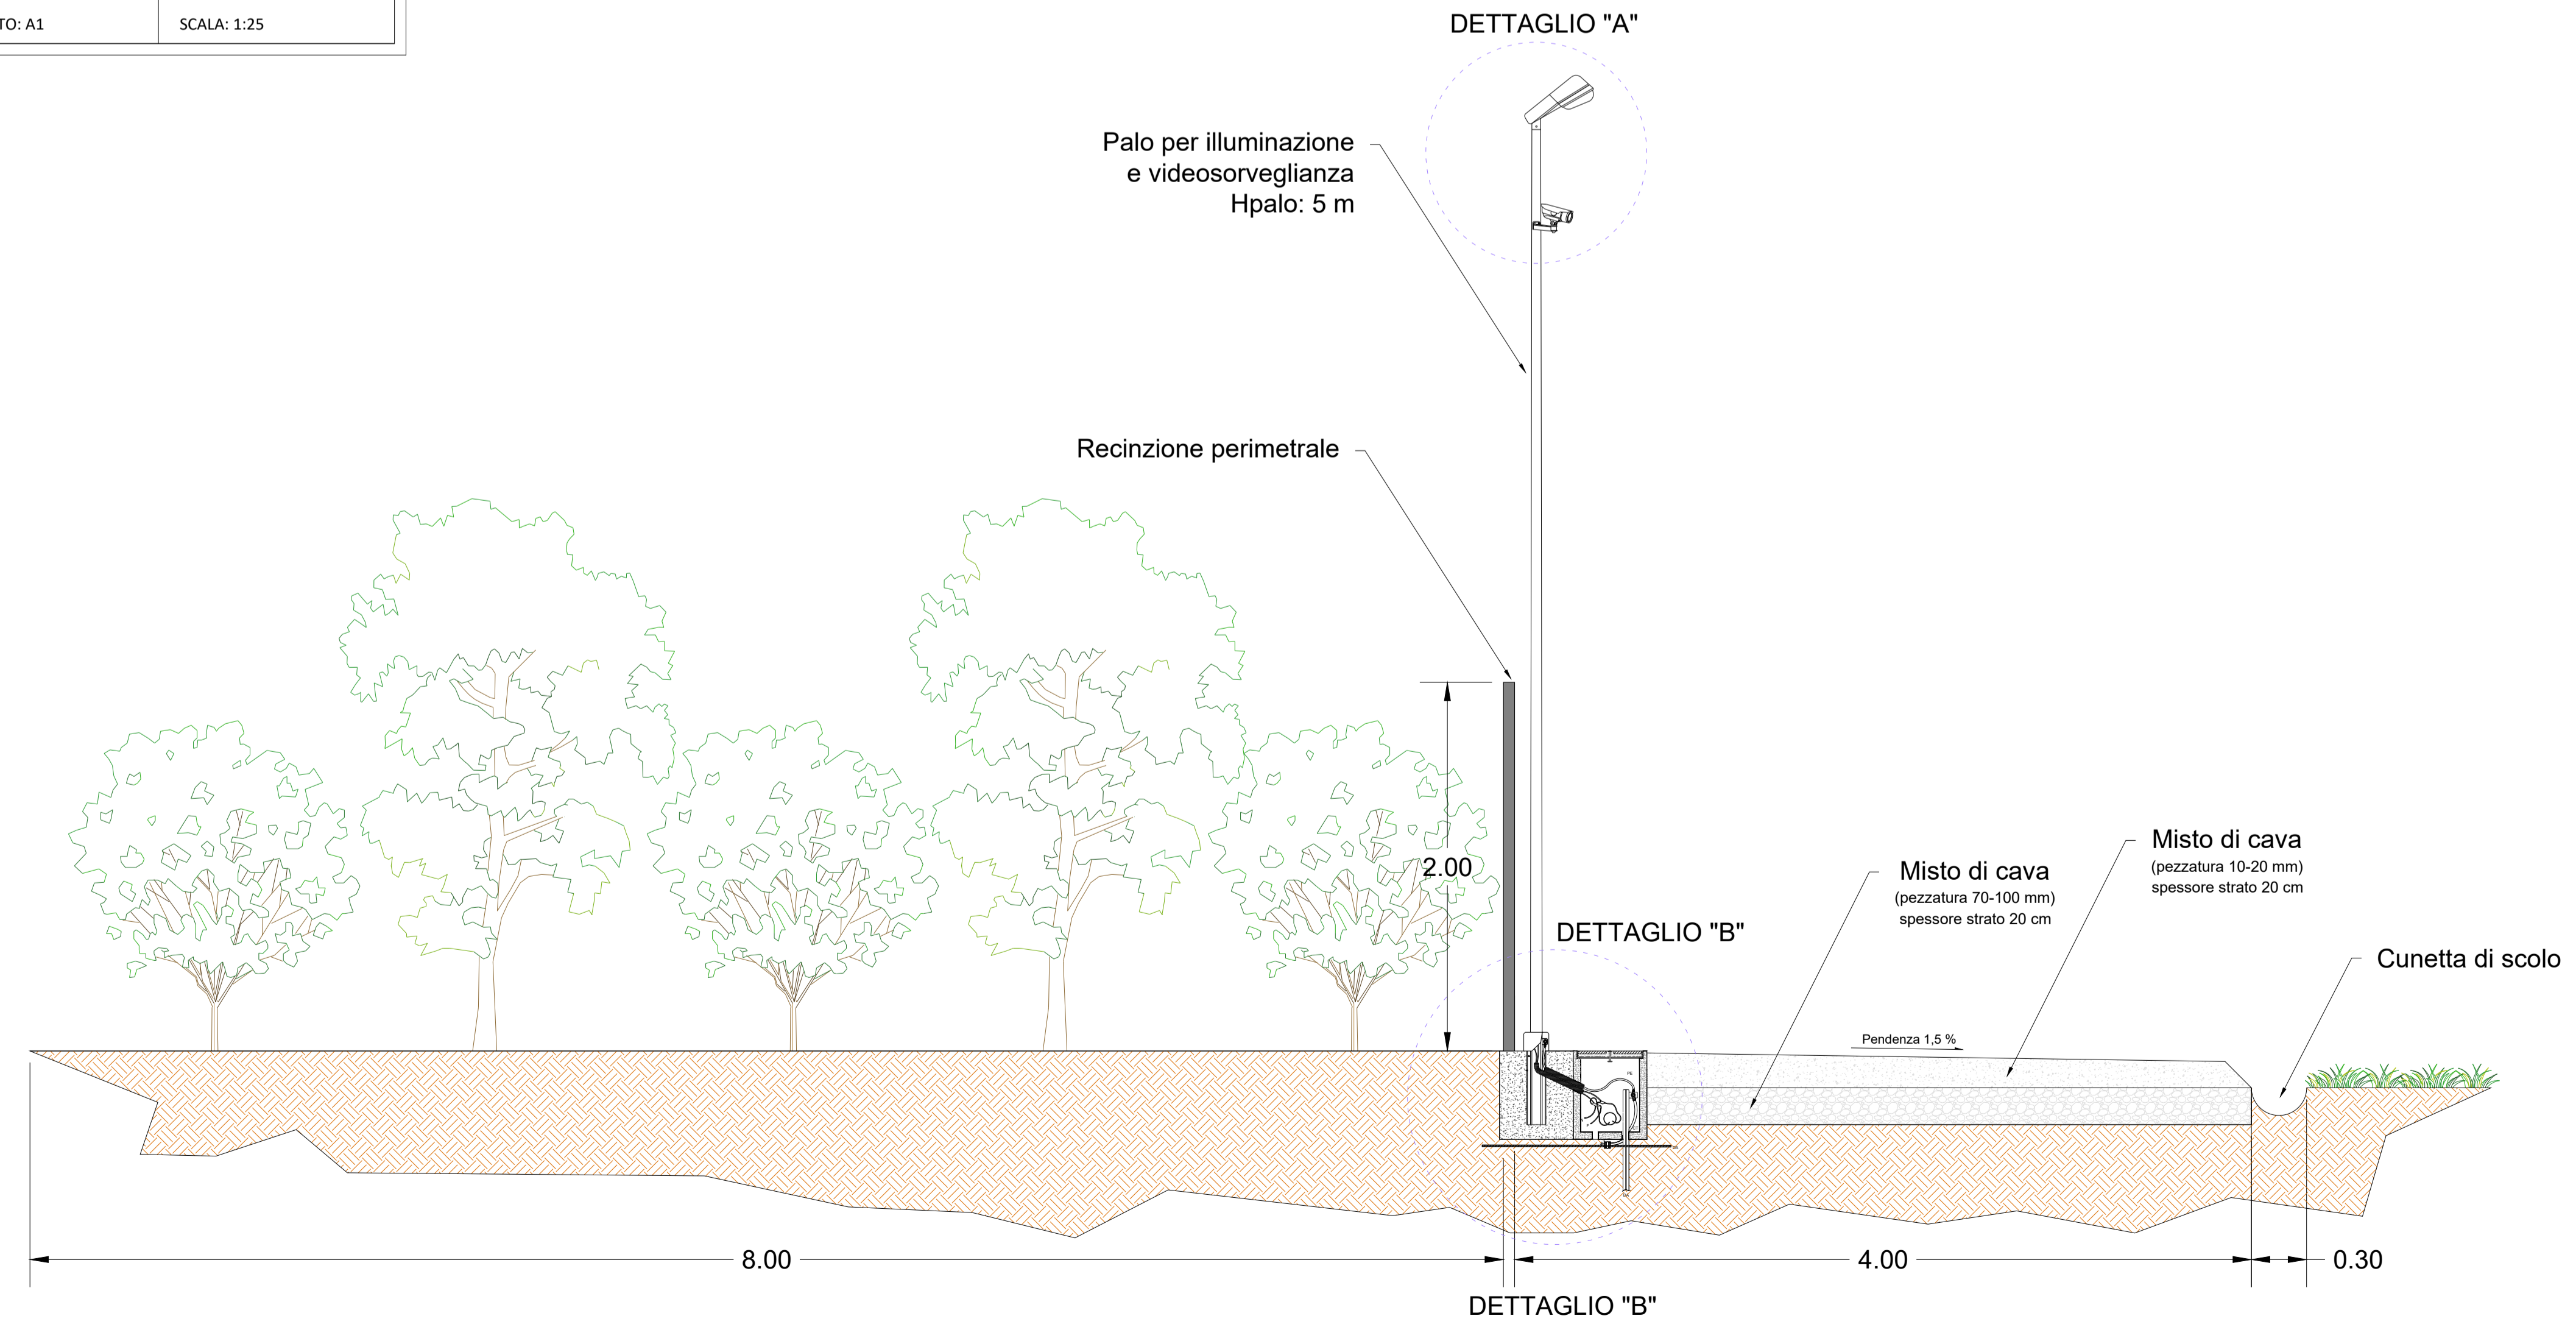 TO: A1
SCALA: 1:25
DETTAGLIO "A"
Palo per illuminazione
e videosorveglianza
Hpalo: 5 m
Recinzione perimetrale
2.00
Misto di cava
(pezzatura 10-20 mm)
spessore strato 20 cm
Misto di cava
(pezzatura 70-100 mm)
spessore strato 20 cm
DETTAGLIO "B"
Cunetta di scolo
Pendenza 1,5 %
PE
8.00
4.00
0.30
DETTAGLIO "B"